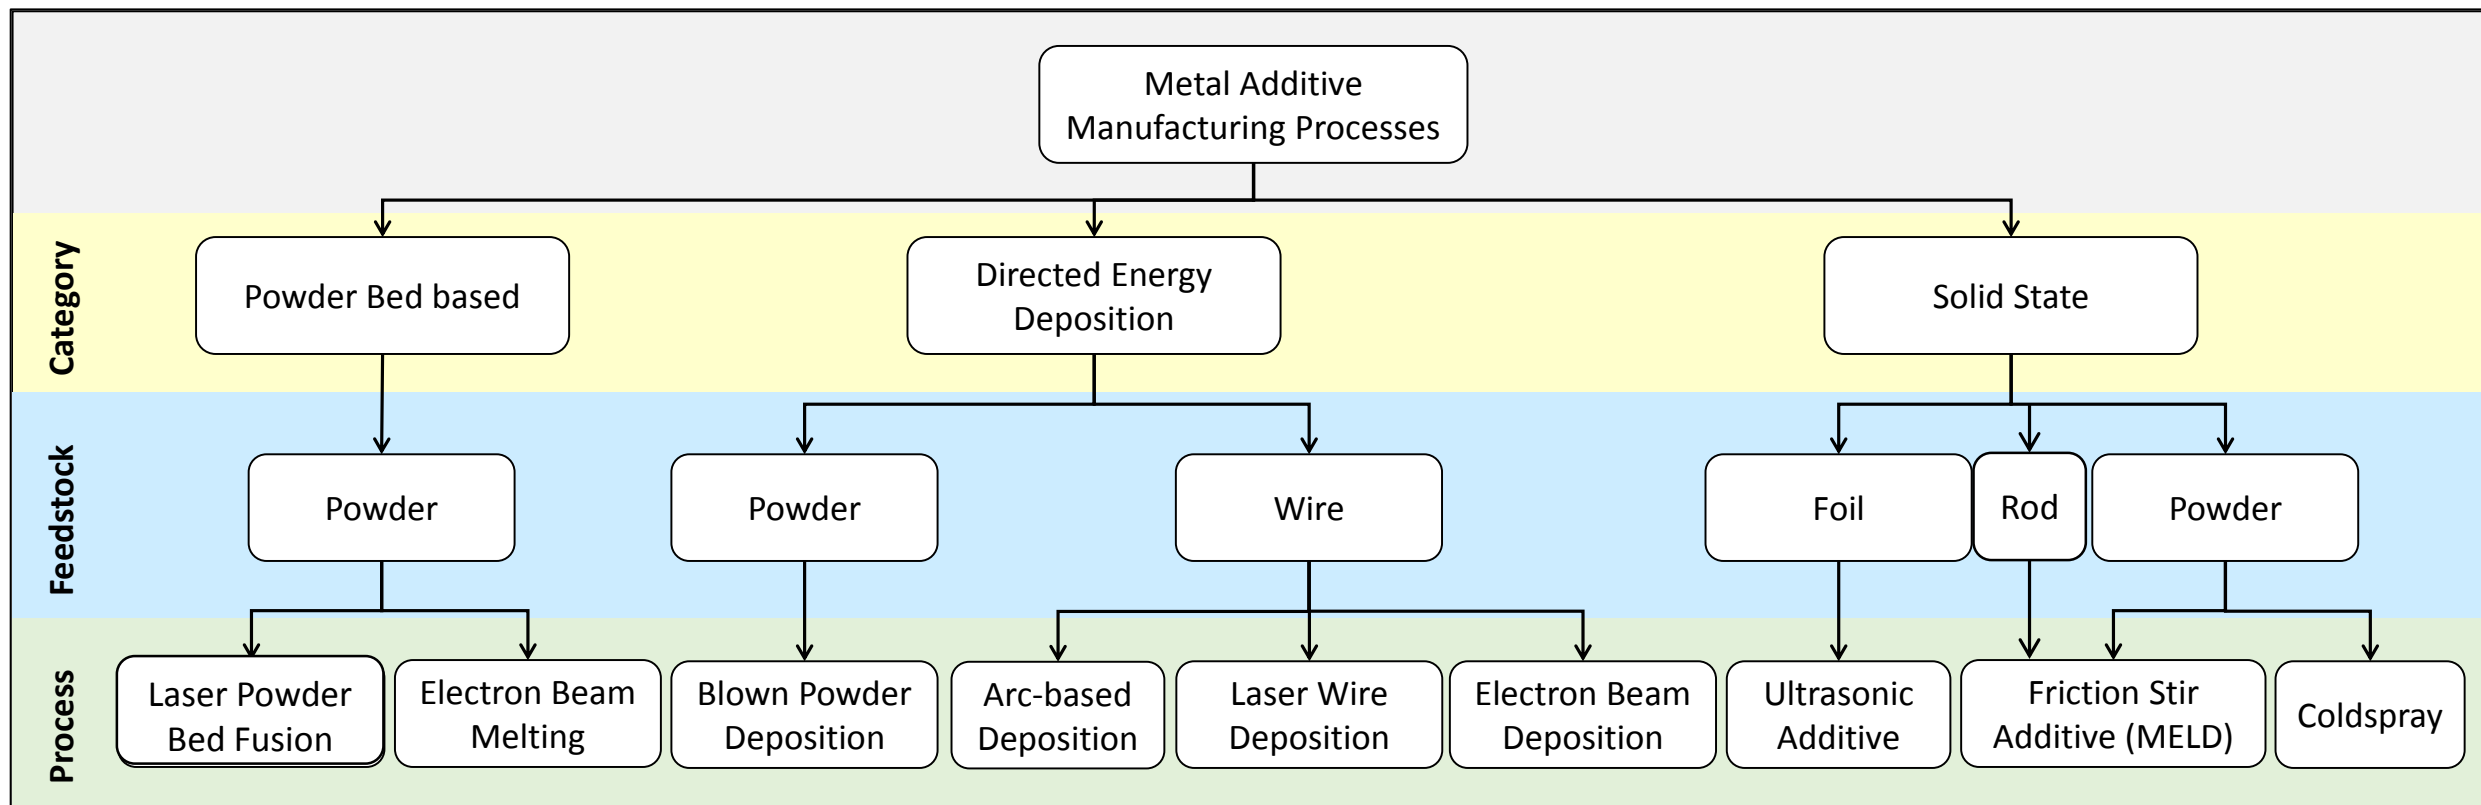 Metal Additive
Manufacturing Processes
Category
Powder Bed based
Directed Energy
Deposition
Solid State
Feedstock
Powder
Powder
Wire
Foil
Rod
Powder
Process
Laser Powder
Bed Fusion
Electron Beam
Melting
Blown Powder
Deposition
Arc-based
Deposition
Laser Wire
Deposition
Electron Beam
Deposition
Ultrasonic
Additive
Friction Stir
Additive (MELD)
Coldspray